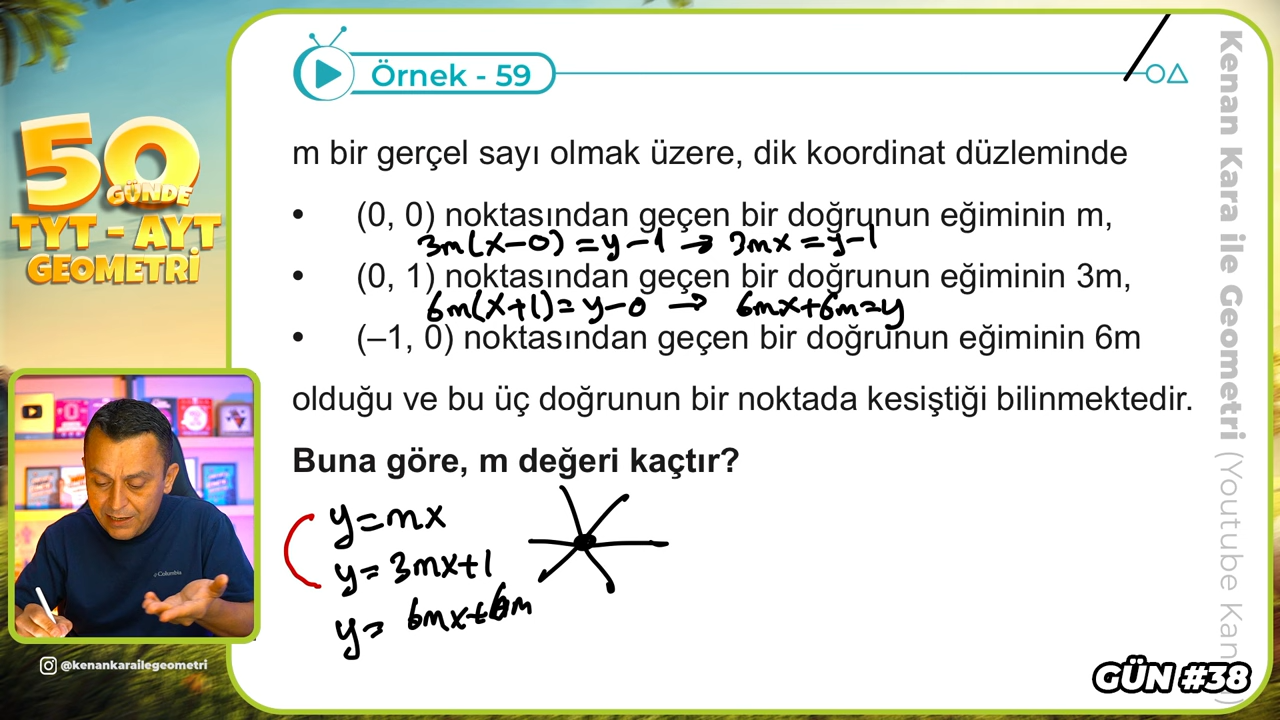 Örnek - 59
m bir gerçel sayı olmak üzere, dik koordinat düzleminde
• (0, 0) noktasından geçen bir doğrunun eğiminin m,
3m(x-0) = y-1 → 3mx = y-1
• (0, 1) noktasından geçen bir doğrunun eğiminin 3m,
6m(x+1) = y-0 → 6mx+6m=y
• (–1, 0) noktasından geçen bir doğrunun eğiminin 6m
olduğu ve bu üç doğrunun bir noktada kesiştiği bilinmektedir.
Buna göre, m değeri kaçtır?
y=mx
y=3mx+1
y= 6mx+6m
50
GÜNDE
TYT - AYT
GEOMETRİ
Columbia
@kenankarailegeometri
Kenan Kara ile Geometri (Youtube Kan
GÜN #38